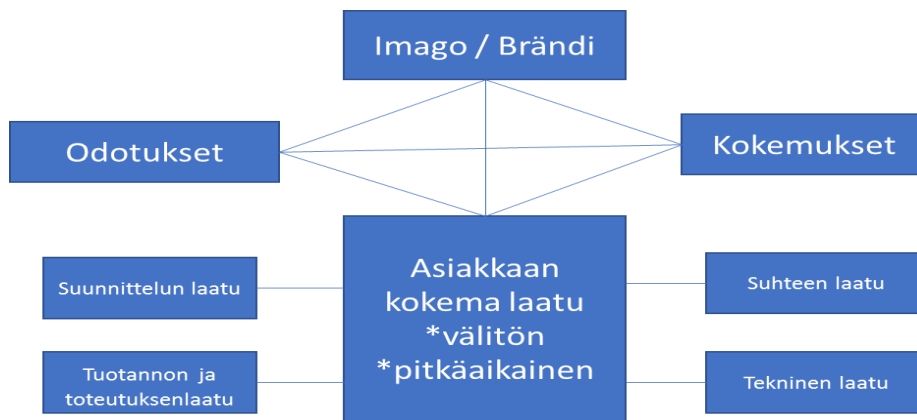 Imago / Brändi
Odotukset
Kokemukset
Asiakkaan
kokema laatu
*välitön
*pitkäaikainen
Suunnittelun laatu
Suhteen laatu
Tuotannon ja
toteutuksenlaatu
Tekninen laatu